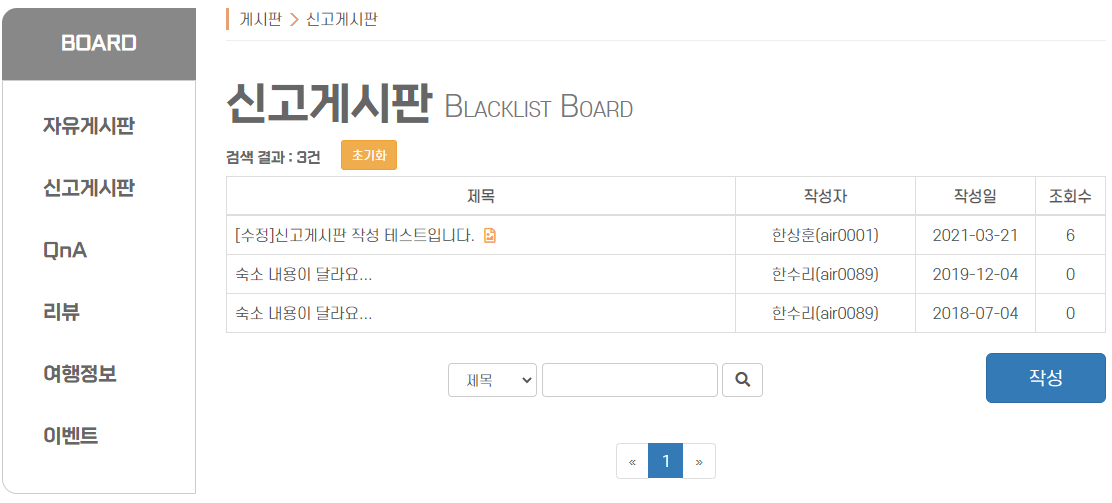 BOARD
자유게시판
신고게시판
QnA
리뷰
여행정보
이벤트
게시판 > 신고게시판
신고게시판 Blacklist Board
검색 결과 : 3건 초기화
제목 작성자 작성일 조회수
[수정]신고게시판 작성 테스트입니다. 한상훈(air0001) 2021-03-21 6
숙소 내용이 달라요... 한수리(air0089) 2019-12-04 0
숙소 내용이 달라요... 한수리(air0089) 2018-07-04 0
제목 작성
« 1 »